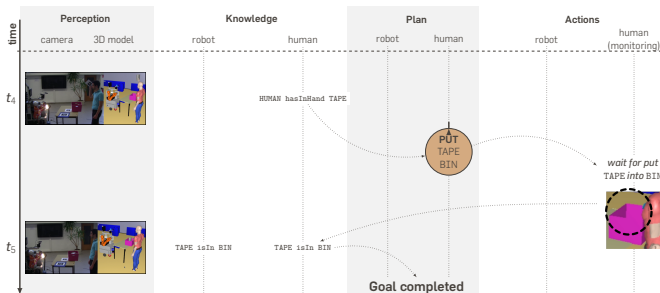 time
Perception
Knowledge
Plan
Actions
camera
3D model
robot
human
robot
human
robot
human
(monitoring)
t4
HUMAN hasInHand TAPE
PUT
TAPE
BIN
wait for put
TAPE into BIN
t5
TAPE isIn BIN
TAPE isIn BIN
Goal completed